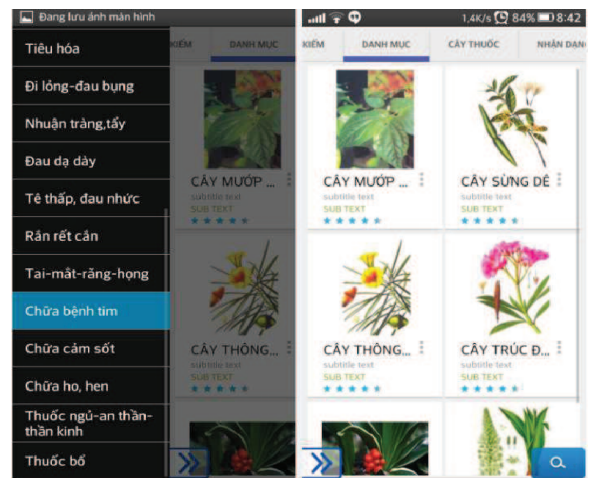 Đang lưu ảnh màn hình
Tiêu hóa
Đi lỏng-đau bụng
Nhuận tràng,tẩy
Đau dạ dày
Tê thấp, đau nhức
Rắn rết cắn
Tai-mắt-răng-họng
Chữa bệnh tim
Chữa cảm sốt
Chữa ho, hen
Thuốc ngủ-an thần-
thần kinh
Thuốc bổ
KIẾM DANH MỤC
CÂY MƯỚP ...
subtitle text
SUB TEXT
CÂY THÔNG...
subtitle text
SUB TEXT
1,4K/s 84% 8:42
KIẾM DANH MỤC CÂY THUỐC NHẬN DẠNG
CÂY MƯỚP ... CÂY SỪNG DÊ
subtitle text subtitle text
SUB TEXT SUB TEXT
CÂY THÔNG... CÂY TRÚC Đ...
subtitle text subtitle text
SUB TEXT SUB TEXT